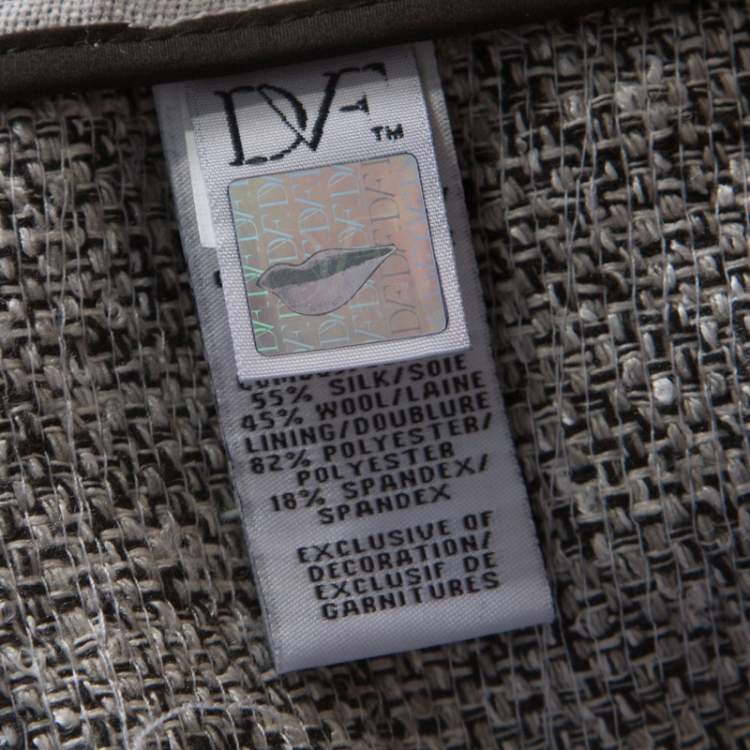 DVF
TM
55% SILK/SOIE
45% WOOL/LAINE
LINING/DOUBLURE
82% POLYESTER/
POLYESTER
18% SPANDEX/
SPANDEX
EXCLUSIVE OF
DECORATION/
EXCLUSIF DE
GARNITURES